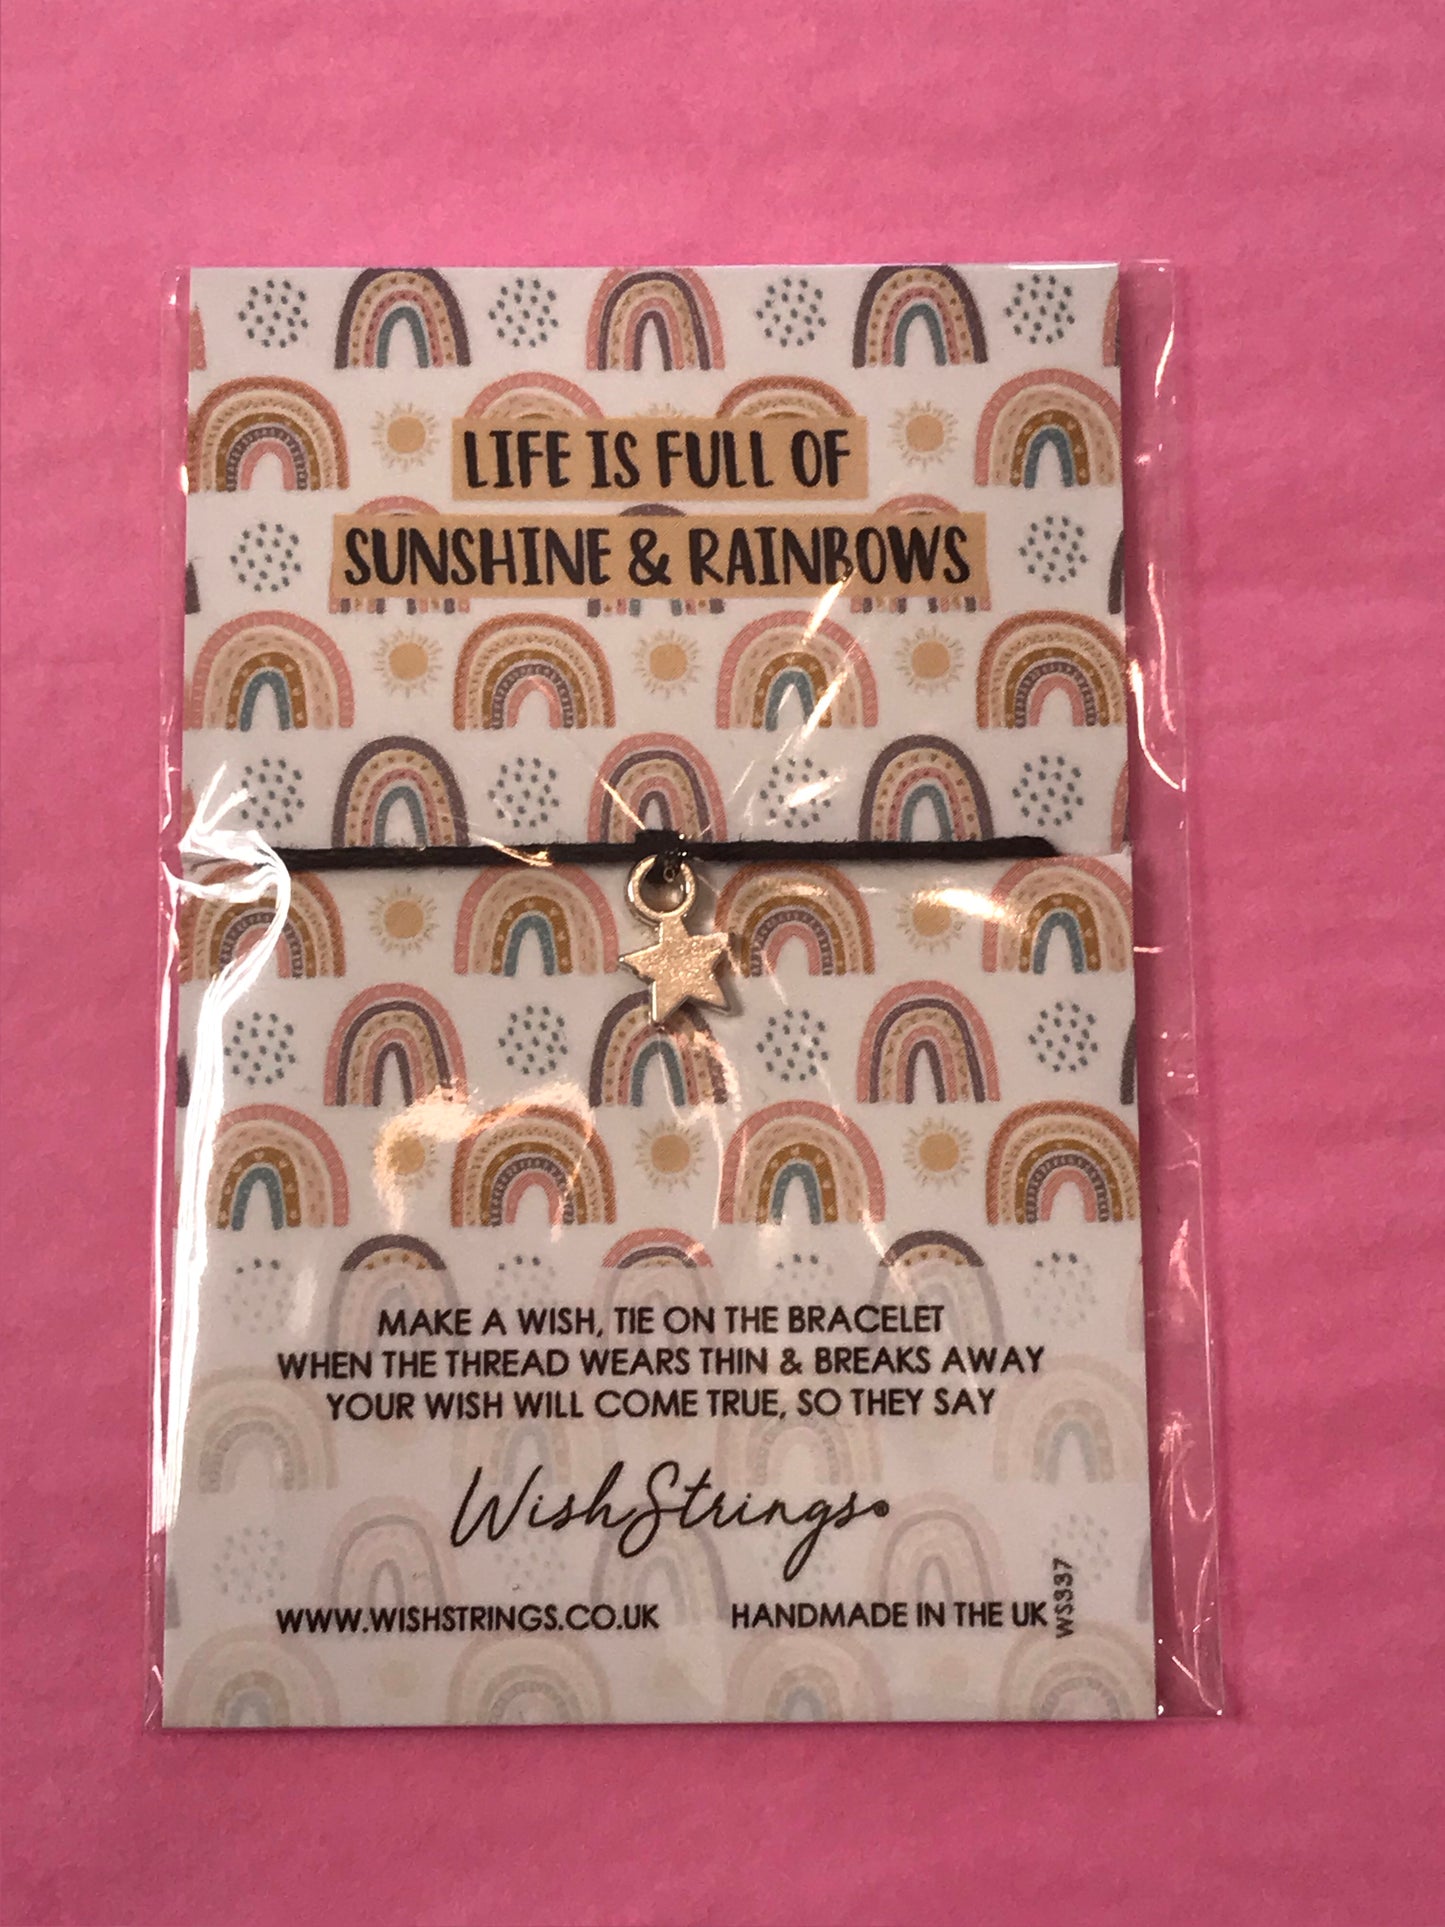 LIFE IS FULL OF
SUNSHINE & RAINBOWS
MAKE A WISH, TIE ON THE BRACELET
WHEN THE THREAD WEARS THIN & BREAKS AWAY
YOUR WISH WILL COME TRUE, SO THEY SAY
WishStrings®
WWW.WISHSTRINGS.CO.UK
HANDMADE IN THE UK
WS337